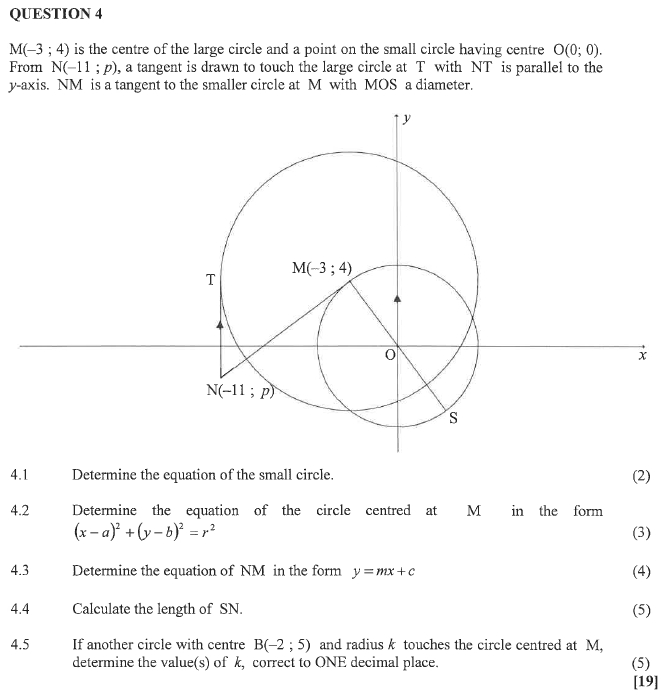 QUESTION 4
M(–3 ; 4) is the centre of the large circle and a point on the small circle having centre O(0; 0).
From N(–11 ; p), a tangent is drawn to touch the large circle at T with NT is parallel to the
y-axis. NM is a tangent to the smaller circle at M with MOS a diameter.
y
M(–3 ; 4)
T
O
x
N(–11 ; p)
S
4.1 Determine the equation of the small circle. (2)
4.2 Determine the equation of the circle centred at M in the form
(x – a)² + (y – b)² = r² (3)
4.3 Determine the equation of NM in the form y = mx + c (4)
4.4 Calculate the length of SN. (5)
4.5 If another circle with centre B(–2 ; 5) and radius k touches the circle centred at M,
determine the value(s) of k, correct to ONE decimal place. (5)
[19]